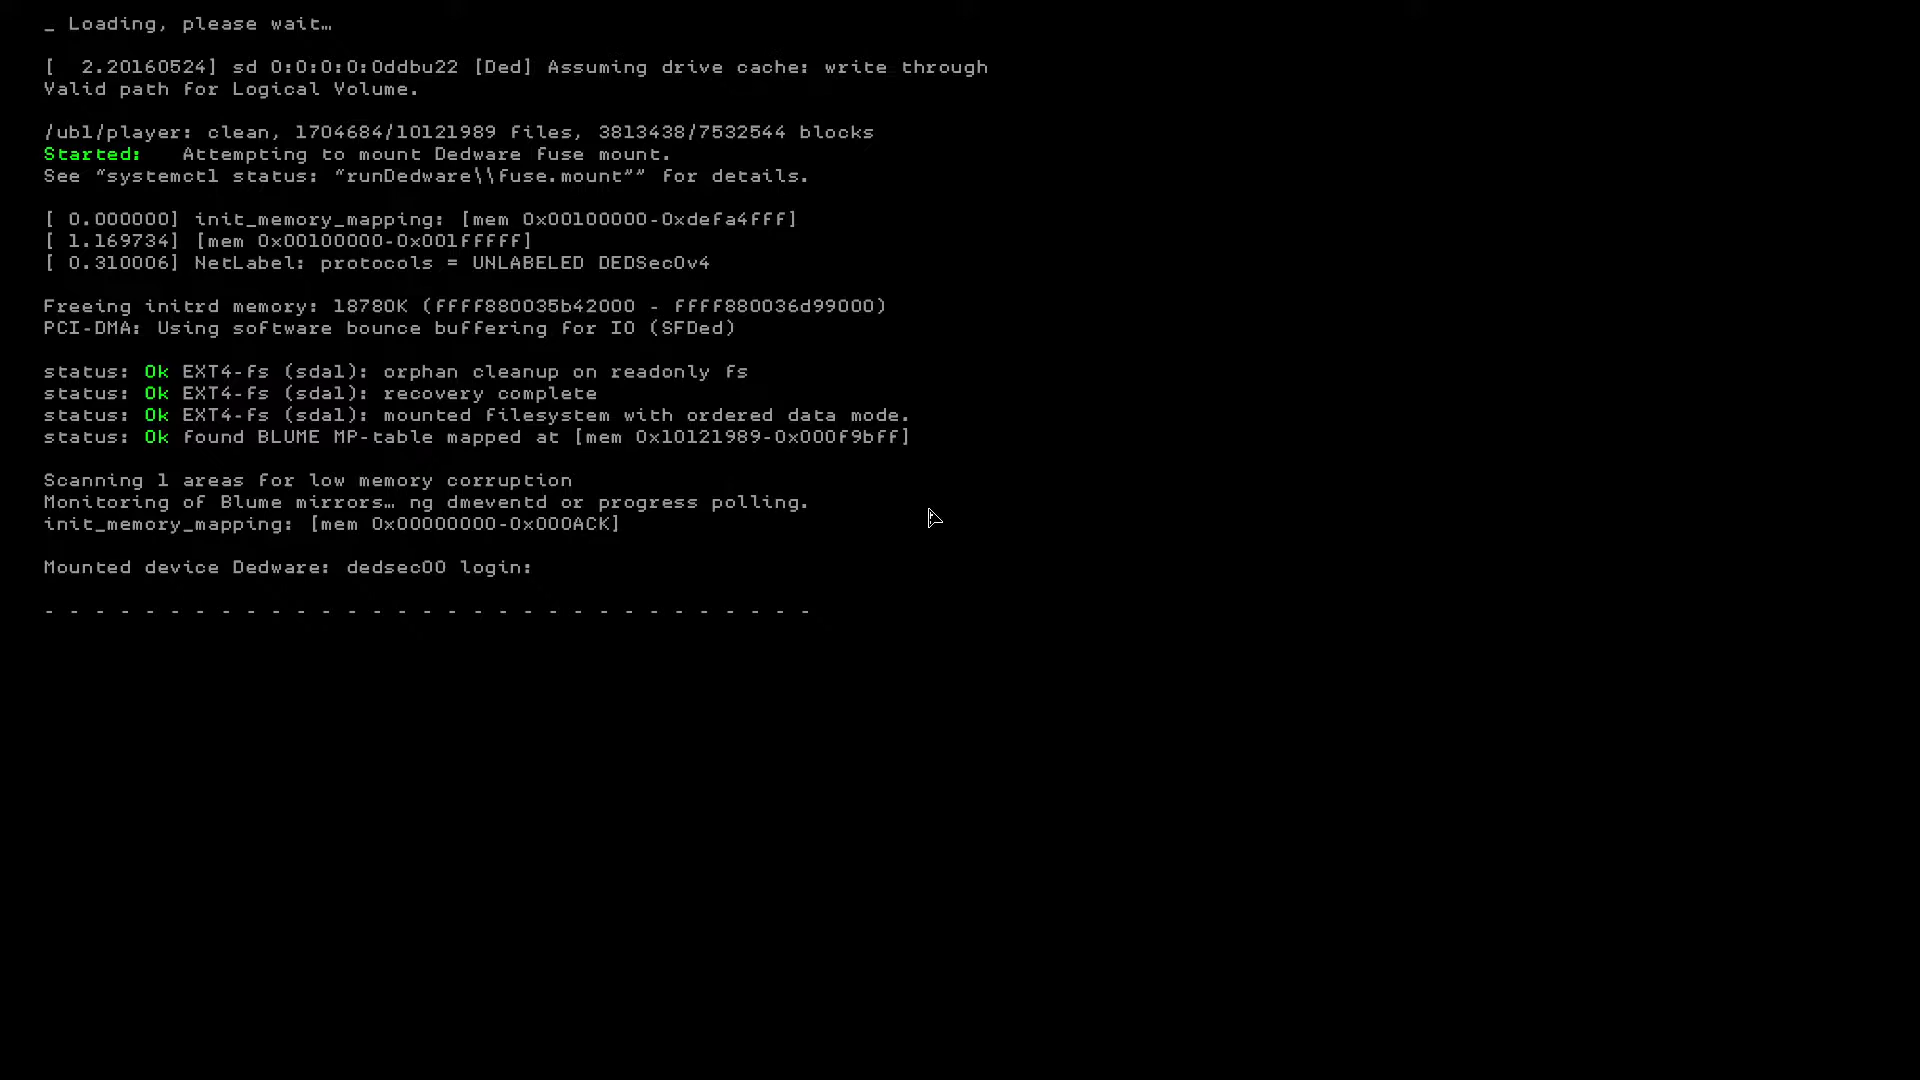 _ Loading, please wait…
[  2.20160524] sd 0:0:0:0:0ddbu22 [Ded] Assuming drive cache: write through
Valid path for Logical Volume.
/ubl/player: clean, 1704684/10121989 files, 3813438/7532544 blocks
Started:   Attempting to mount Dedware fuse mount.
See “systemctl status: “runDedware\\fuse.mount”” for details.
[ 0.000000] init_memory_mapping: [mem 0x00100000-0xdefa4fff]
[ 1.169734] [mem 0x00100000-0x001fffff]
[ 0.310006] NetLabel: protocols = UNLABELED DEDSecOv4
Freeing initrd memory: 18780K (ffff880035b42000 - ffff880036d99000)
PCI-DMA: Using software bounce buffering for IO (SFDed)
status: Ok EXT4-fs (sda1): orphan cleanup on readonly fs
status: Ok EXT4-fs (sda1): recovery complete
status: Ok EXT4-fs (sda1): mounted filesystem with ordered data mode.
status: Ok found BLUME MP-table mapped at [mem 0x10121989-0x000f9bff]
Scanning 1 areas for low memory corruption
Monitoring of Blume mirrors… ng dmeventd or progress polling.
init_memory_mapping: [mem 0x00000000-0x000ACK]
Mounted device Dedware: dedsec00 login:
- - - - - - - - - - - - - - - - - - - - - - - - - - - - - - -